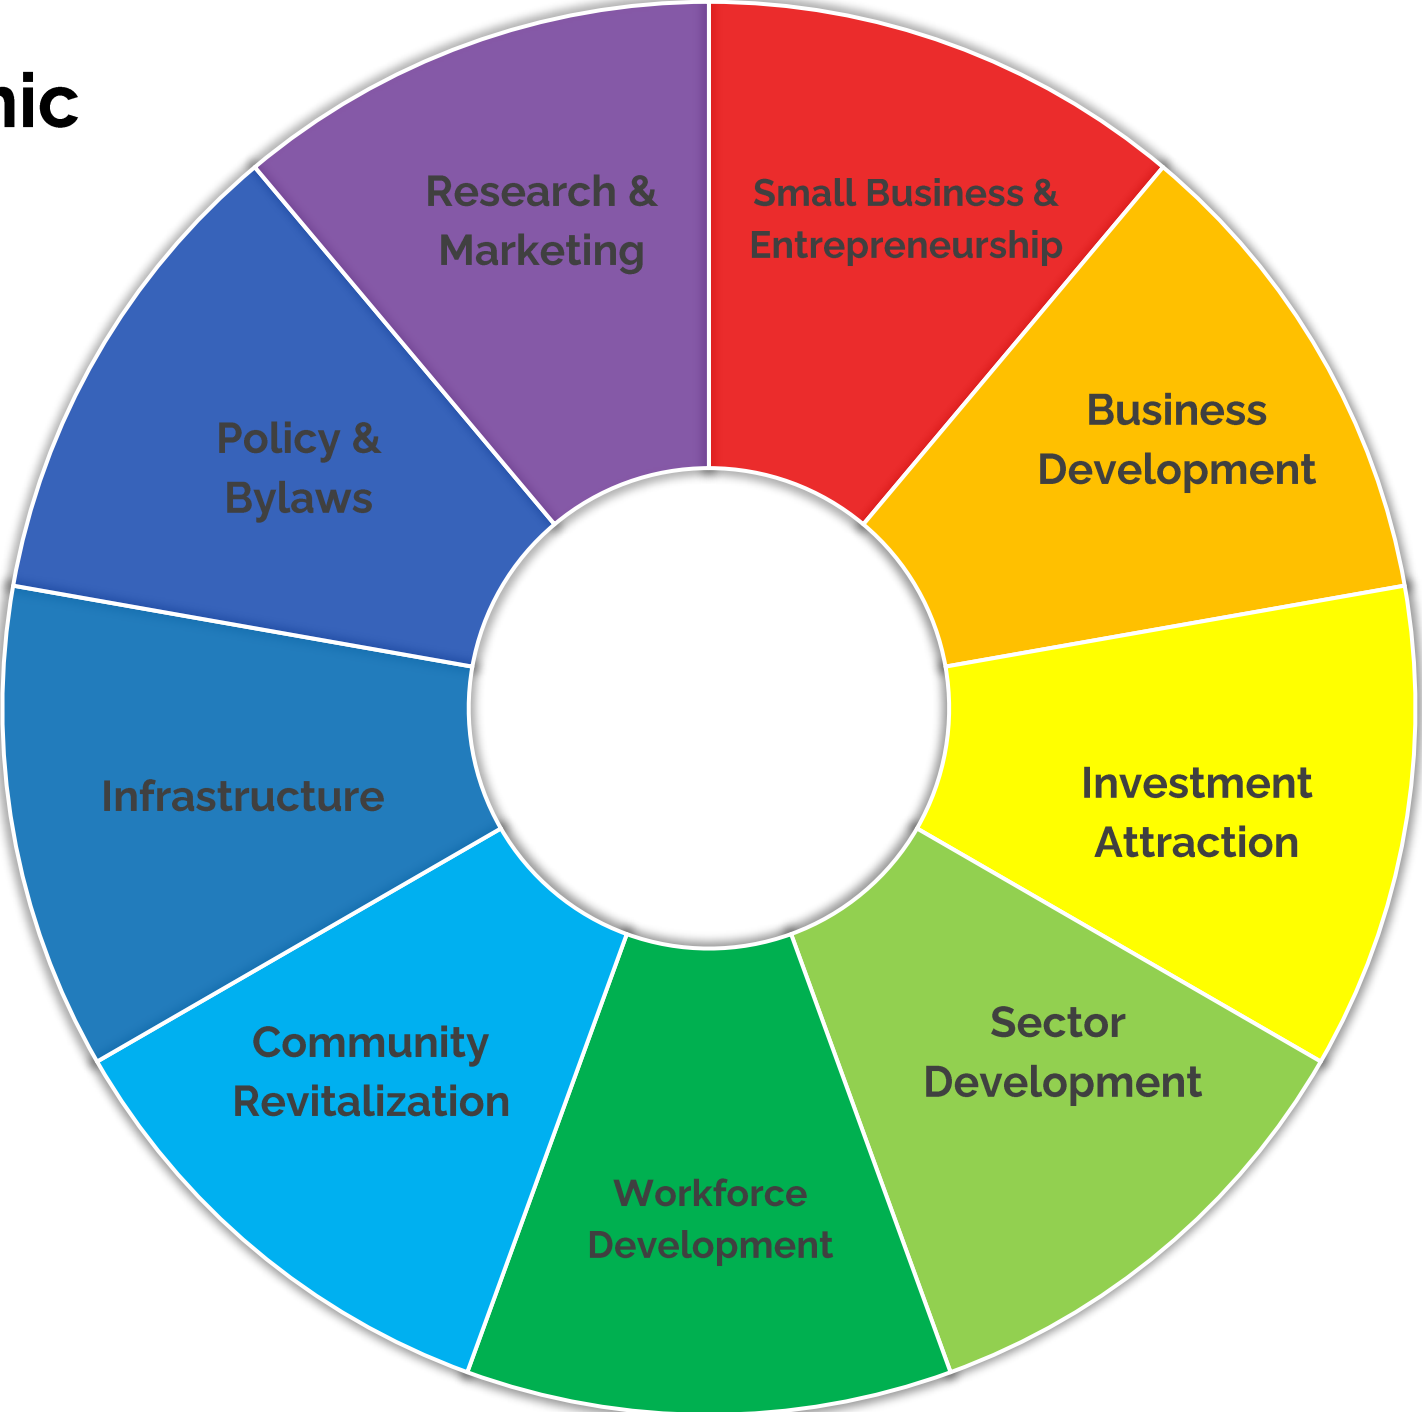 nic
Research &
Marketing
Small Business &
Entrepreneurship
Policy &
Bylaws
Business
Development
Infrastructure
Investment
Attraction
Community
Revitalization
Sector
Development
Workforce
Development